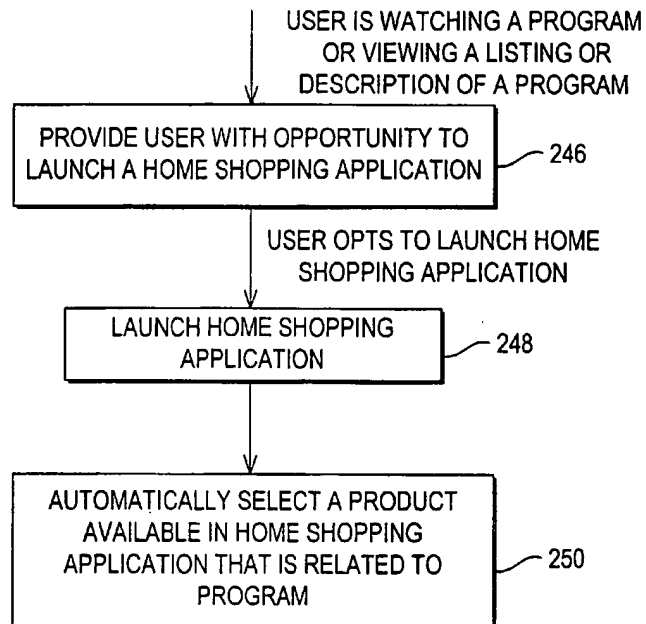 USER IS WATCHING A PROGRAM
OR VIEWING A LISTING OR
DESCRIPTION OF A PROGRAM
PROVIDE USER WITH OPPORTUNITY TO
LAUNCH A HOME SHOPPING APPLICATION
246
USER OPTS TO LAUNCH HOME
SHOPPING APPLICATION
LAUNCH HOME SHOPPING
APPLICATION
248
AUTOMATICALLY SELECT A PRODUCT
AVAILABLE IN HOME SHOPPING
APPLICATION THAT IS RELATED TO
PROGRAM
250